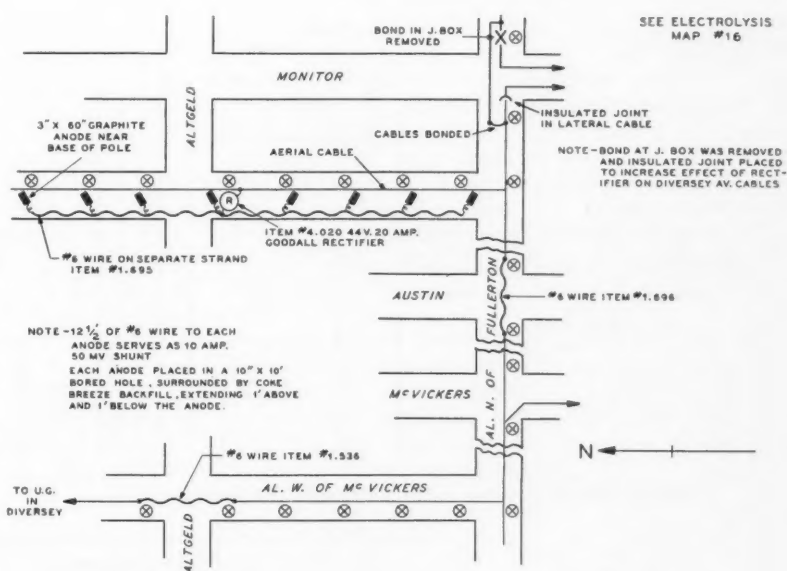 BOND IN J. BOX
REMOVED
SEE ELECTROLYSIS
MAP #16
MONITOR
ALTGELD
3" X 60" GRAPHITE
ANODE NEAR
BASE OF POLE
AERIAL CABLE
CABLES BONDED
INSULATED JOINT
IN LATERAL CABLE
NOTE-BOND AT J. BOX WAS REMOVED
AND INSULATED JOINT PLACED
TO INCREASE EFFECT OF RECT-
IFIER ON DIVERSEY AV. CABLES
R
ITEM #4.020 44V. 20 AMP.
GOODALL RECTIFIER
#6 WIRE ON SEPARATE STRAND
ITEM #1.695
AUSTIN
AL. N. OF FULLERTON
#6 WIRE ITEM #1.696
NOTE-12 1/2' OF #6 WIRE TO EACH
ANODE SERVES AS 10 AMP.
50 MV SHUNT
EACH ANODE PLACED IN A 10" X 10'
BORED HOLE, SURROUNDED BY COKE
BREEZE BACKFILL, EXTENDING 1' ABOVE
AND 1' BELOW THE ANODE.
McVICKERS
N
#6 WIRE ITEM #1.536
AL. W. OF McVICKERS
TO U.G.
IN
DIVERSEY
ALTGELD